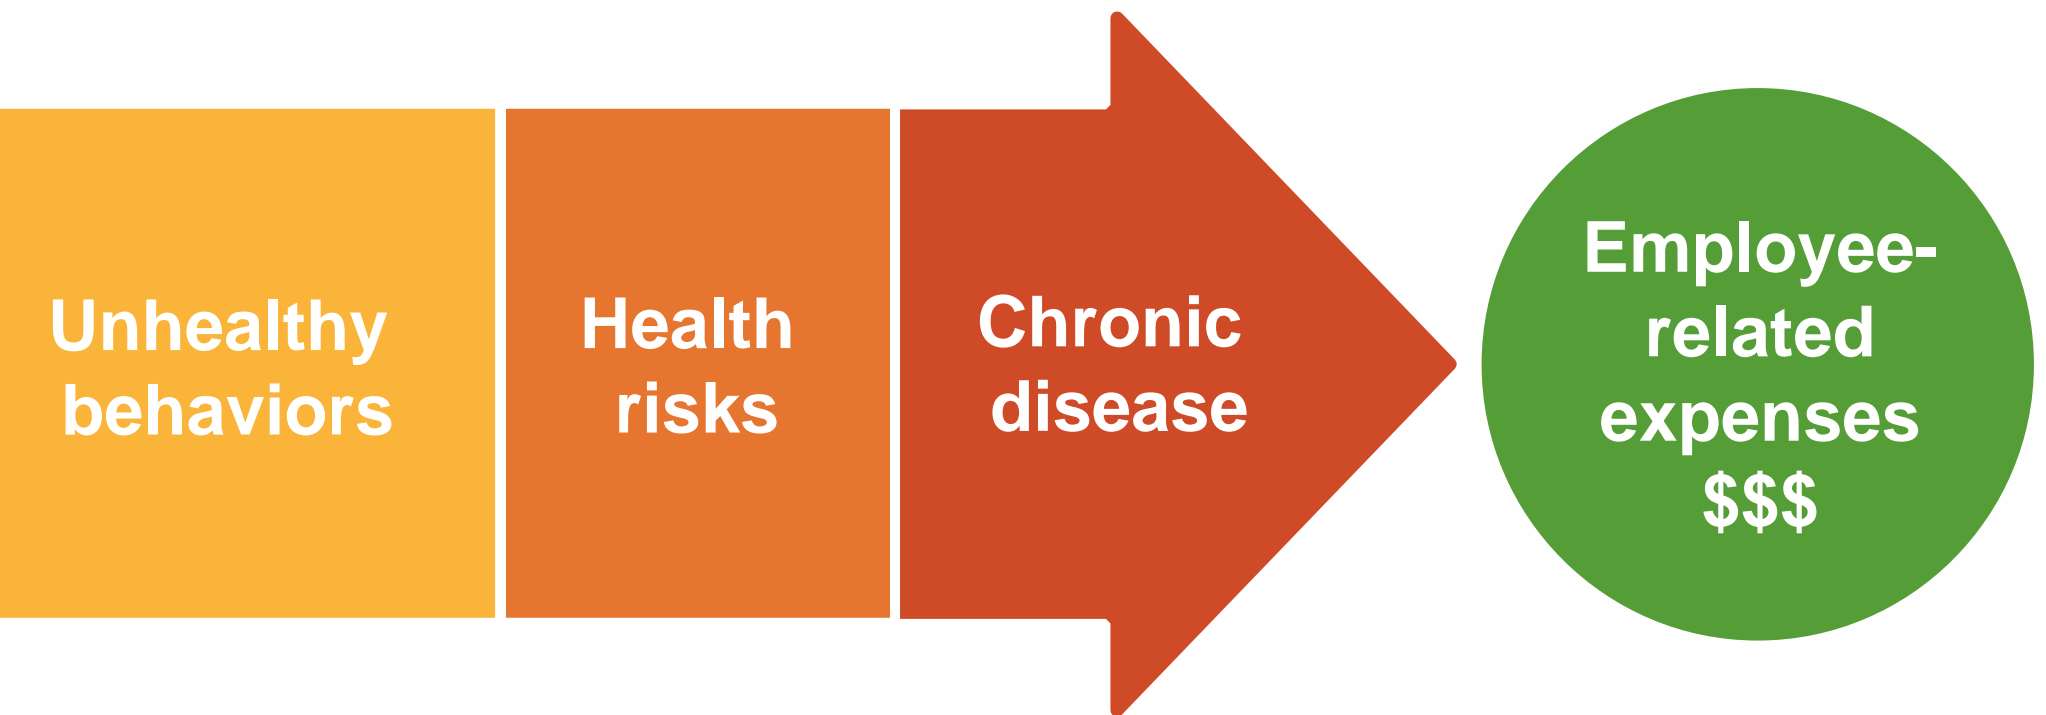 Unhealthy
behaviors
Health
risks
Chronic
disease
Employee-
related
expenses
$$$